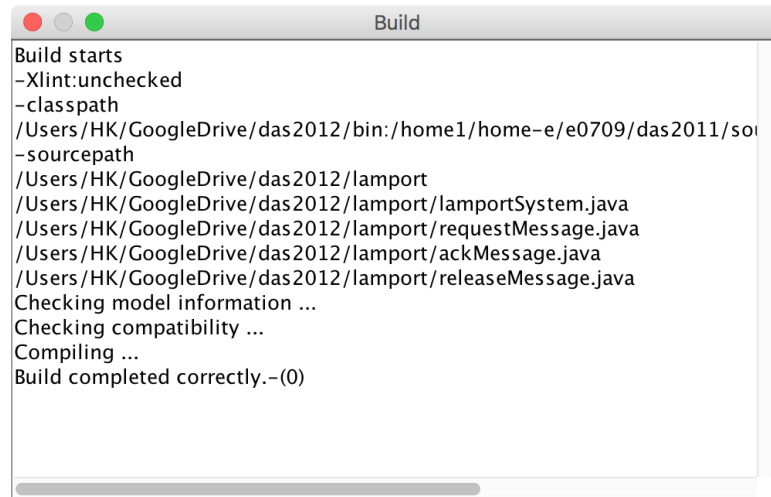 Build
Build starts
-Xlint:unchecked
-classpath
/Users/HK/GoogleDrive/das2012/bin:/home1/home-e/e0709/das2011/sou
-sourcepath
/Users/HK/GoogleDrive/das2012/lamport
/Users/HK/GoogleDrive/das2012/lamport/lamportSystem.java
/Users/HK/GoogleDrive/das2012/lamport/requestMessage.java
/Users/HK/GoogleDrive/das2012/lamport/ackMessage.java
/Users/HK/GoogleDrive/das2012/lamport/releaseMessage.java
Checking model information ...
Checking compatibility ...
Compiling ...
Build completed correctly.-(0)